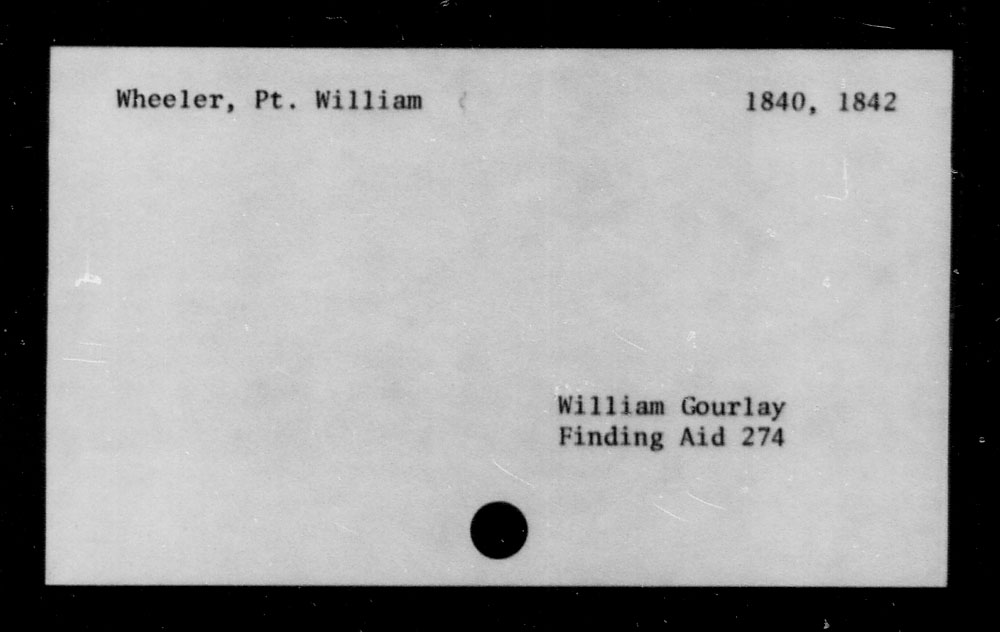 Wheeler, Pt. William 1840, 1842
William Gourlay
Finding Aid 274